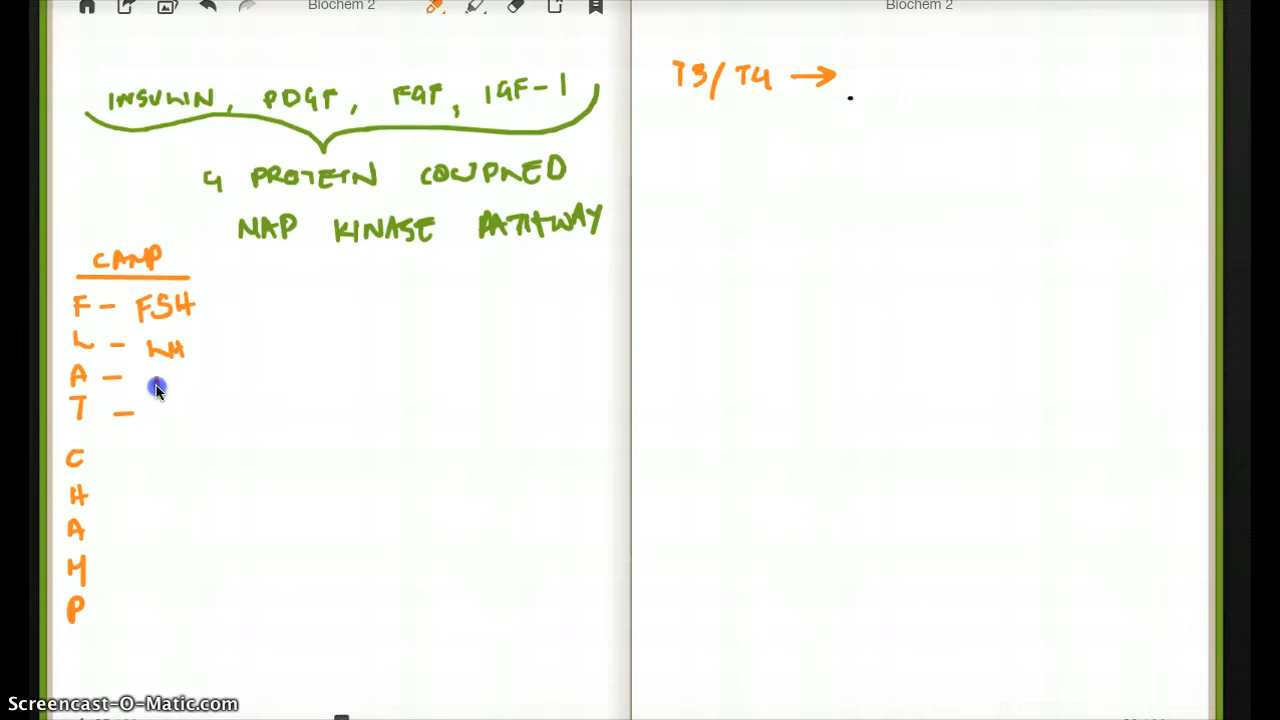 Biochem 2
INSULIN, PDGF, FGF, IGF-1
G PROTEIN COUPLED
MAP KINASE PATHWAY
CAMP
F - FSH
L - LH
A -
T -
C
H
A
M
P
Biochem 2
T3/T4 →
Screencast-O-Matic.com